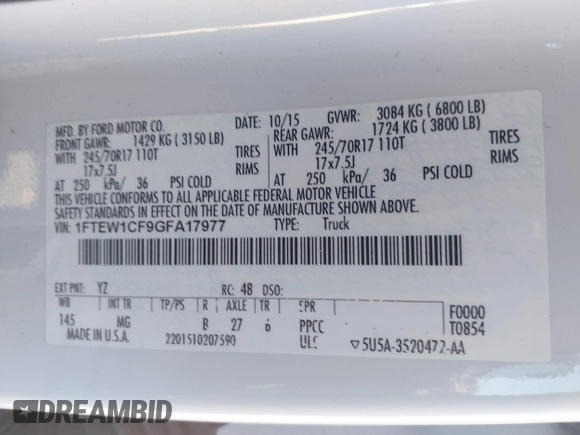 MFD. BY FORD MOTOR CO.
DATE: 10/15 GVWR: 3084 KG ( 6800 LB)
FRONT GAWR: 1429 KG ( 3150 LB)
REAR GAWR: 1724 KG ( 3800 LB)
WITH 245/70R17 110T TIRES
WITH 245/70R17 110T TIRES
17x7.5J RIMS
17x7.5J RIMS
AT 250 kPa/ 36 PSI COLD
AT 250 kPa/ 36 PSI COLD
THIS VEHICLE CONFORMS TO ALL APPLICABLE FEDERAL MOTOR VEHICLE
SAFETY STANDARDS IN EFFECT ON THE DATE OF MANUFACTURE SHOWN ABOVE.
VIN: 1FTEW1CF9GFA17977 TYPE: Truck
EXT PNT: YZ RC: 48 DSO:
WB INT TR TP/PS R AXLE TR SPR
F0000
145 MG B 27 6 PPCC
T0854
MADE IN U.S.A. 2201510207590 ULS ▽5U5A-3520472-AA
DREAMBID